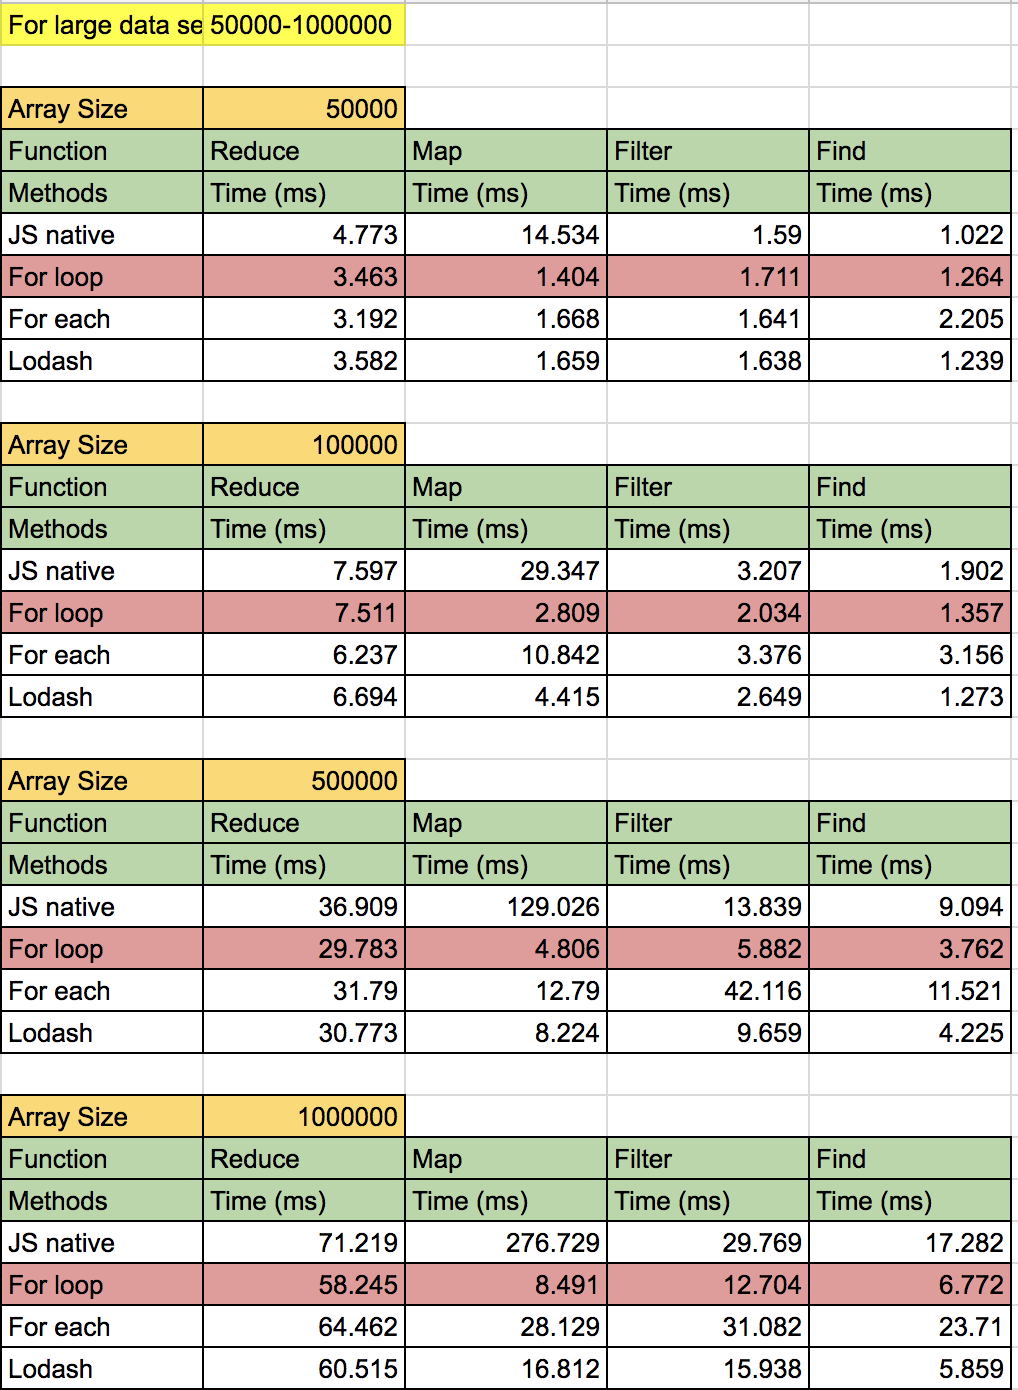 For large data se 50000-1000000
Array Size 50000
Function Reduce Map Filter Find
Methods Time (ms) Time (ms) Time (ms) Time (ms)
JS native 4.773 14.534 1.59 1.022
For loop 3.463 1.404 1.711 1.264
For each 3.192 1.668 1.641 2.205
Lodash 3.582 1.659 1.638 1.239
Array Size 100000
Function Reduce Map Filter Find
Methods Time (ms) Time (ms) Time (ms) Time (ms)
JS native 7.597 29.347 3.207 1.902
For loop 7.511 2.809 2.034 1.357
For each 6.237 10.842 3.376 3.156
Lodash 6.694 4.415 2.649 1.273
Array Size 500000
Function Reduce Map Filter Find
Methods Time (ms) Time (ms) Time (ms) Time (ms)
JS native 36.909 129.026 13.839 9.094
For loop 29.783 4.806 5.882 3.762
For each 31.79 12.79 42.116 11.521
Lodash 30.773 8.224 9.659 4.225
Array Size 1000000
Function Reduce Map Filter Find
Methods Time (ms) Time (ms) Time (ms) Time (ms)
JS native 71.219 276.729 29.769 17.282
For loop 58.245 8.491 12.704 6.772
For each 64.462 28.129 31.082 23.71
Lodash 60.515 16.812 15.938 5.859